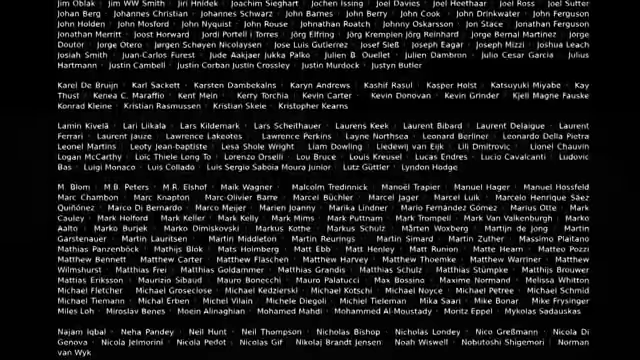 Jim Oblak · Jim WW Smith · Jiri Hnidek · Joachim Sieghart · Jochen Issing · Joel Davies · Joel Heethaar · Joel Ross · Joel Sutter
Johan Berg · Johannes Christian · Johannes Schwarz · John Barnes · John Berry · John Cook · John Drinkwater · John Ferguson
John Holden · John Mosford · John Nyquist · John Rouse · Johnathan Roatch · Johnny Oskarsson · Jon Stace · Jonathan Ferguson
Jonathan Merritt · Joost Horward · Jordi Portell i Torres · Jörg Elfring · Jörg Krempien Jörg Reinhard · Jorge Bernal Martinez · Jorge
Doutor · Jorge Otero · Jørgen Schøyen Nicolaysen · Jose Luis Gutierrez · Josef Sieß · Joseph Eagar · Joseph Mizzi · Joshua Leach
Josiah Smith · Juan-Carlos Forest · Jude Aakjaer Jukka Palko · Julien B. Ouellet · Julien Dambron · Julio Cesar Garcia · Julius
Hartmann · Justin Cambell · Justin Corban Justin Crossley · Justin Murdock · Justyn Butler
Karel De Bruijn · Karl Sackett · Karsten Dambekalns · Karyn Andrews · Kashif Rasul · Kasper Holst · Katsuyuki Miyabe · Kay
Thust · Kenea C. Maraffio · Kent Mein · Kerry Torchia · Kevin Carter · Kevin Donovan · Kevin Grinder · Kjell Magne Fauske
Konrad Kleine · Kristian Rasmussen · Kristian Skeie · Kristopher Kearns
Lamin Kivelä · Lari Liikala · Lars Kildemark · Lars Scheilhauer · Laurens Keek · Laurent Bibard · Laurent Delaigue · Laurent
Ferrari · Laurent Jauze · Lawrence Lakeotes · Lawrence Perkins · Layne Northsea · Leonard Berliner · Leonardo Della Pietra
Leonel Martins · Leoty Jean-baptiste · Lesa Shole Wright · Liam Dowling · Liedewij van Eijk · Lili Dmitrovic · Lionel Chauvin
Logan McCarthy · Loïc Thiele Long To · Lorenzo Orselli · Lou Bruce · Louis Kreusel · Lucas Endres · Lucio Cavalcanti · Ludovic
Bas · Luigi Monaco · Luis Collado · Luis Sergio Saboia Moura Junior · Lutz Güttler · Lyndon Hodge
M. Blom · M.B. Peters · M.R. Elshof · Maik Wagner · Malcolm Tredinnick · Manoël Trapier · Manuel Hager · Manuel Hossfeld
Marc Chambon · Marc Knapton · Marc-Olivier Barre · Marcel Büchler · Marcel Jager · Marcel Luik · Marcelo Henrique Sáez
Quiñónez · Marco Di Bernardo · Marco Meijer · Marien Joanny · Marika Lindner · Mario Fernández Gómez · Marius Otte · Mark
Cauley · Mark Holford · Mark Keller · Mark Kelly · Mark Mims · Mark Puttnam · Mark Trompell · Mark Van Valkenburgh · Marko
Aalto · Marko Burjek · Marko Dimiskovski · Markus Kothe · Markus Schulz · Mårten Woxberg · Martijn de Jong · Martin
Garstenauer · Martin Lauritsen · Martin Middleton · Martin Reurings · Martin Simard · Martin Zuther · Massimo Plaitano
Mathias Panzenböck · Mathijs Blok · Mats Holmberg · Matt Ebb · Matt Henley · Matt Runion · Matte Hearn · Matteo Pozzi
Matthew Bennett · Matthew Carter · Matthew Flaschen · Matthew Harvey · Matthew Thoemke · Matthew Warriner · Matthew
Wilmshurst · Matthias Frei · Matthias Goldammer · Matthias Grandis · Matthias Schulz · Matthias Stümpke · Matthijs Brouwer
Mattias Eriksson · Maurizio Sibaud · Mauro Bonecchi · Mauro Palatucci · Max Bossino · Maxime Normand · Melissa Whitten
Michael Fletcher · Michael Groseclose · Michael Kedzierski · Michael Kotschi · Michael Noyce · Michael Petree · Michael Schmid
Michael Tiemann · Michal Erben · Michel Vilain · Michele Diegoli · Michiel Tieleman · Mika Saari · Mike Bonar · Mike Frysinger
Miles Loh · Miroslav Benes · Moein Alinaghian · Mohamed Mahdi · Mohammed Al-Moustady · Moritz Eppel · Mykolas Sadauskas
Najam Iqbal · Neha Pandey · Neil Hunt · Neil Thompson · Nicholas Bishop · Nicholas Londey · Nico Greßmann · Nicola Di
Genova · Nicola Jelmorini · Nicola Pedot · Nicolas Gif · Nikolaj Brandt Jensen · Noah Wiswell · Nobutoshi Shigemori · Norman
van Wyk